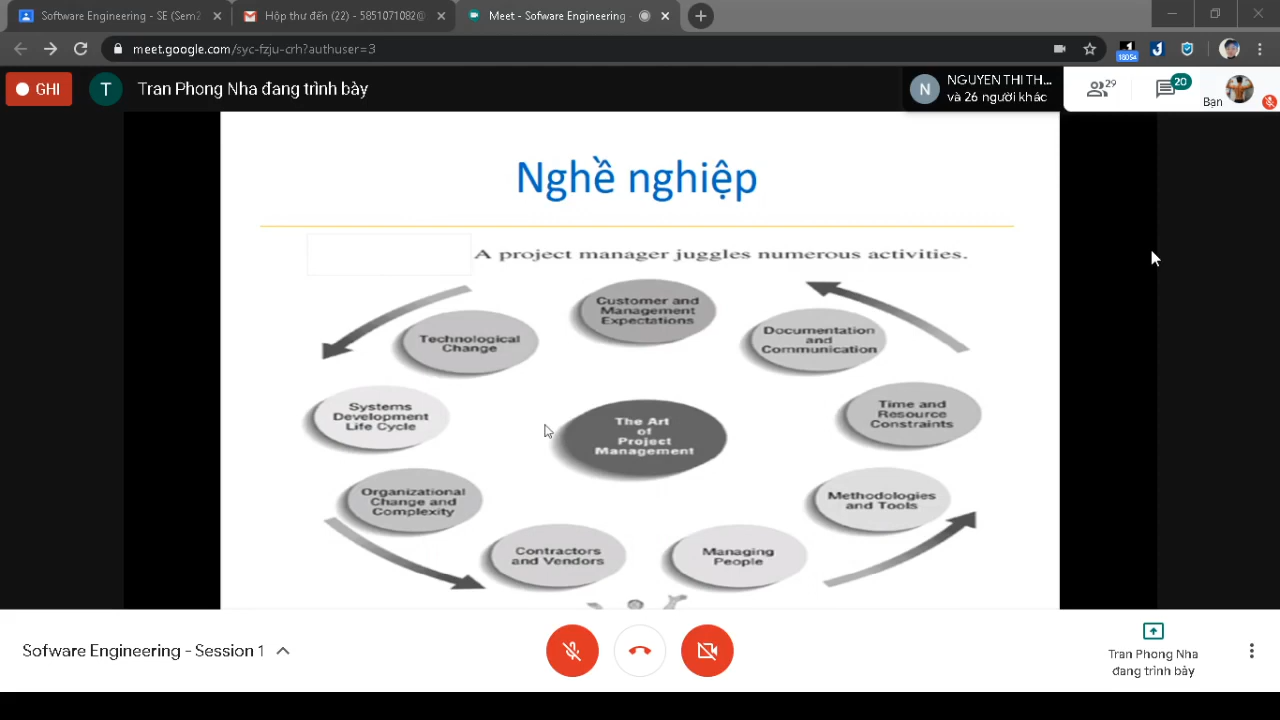 Software Engineering - SE (Sem2
Hộp thư đến (22) - 5851071082@
Meet - Sofware Engineering -
meet.google.com/syc-fzju-crh?authuser=3
1
18054
GHI
T
Tran Phong Nha đang trình bày
N
NGUYEN THI TH...
và 26 người khác
29
20
Bạn
Nghề nghiệp
A project manager juggles numerous activities.
Customer and
Management
Expectations
Technological
Change
Documentation
and
Communication
Systems
Development
Life Cycle
Time and
Resource
Constraints
The Art
of
Project
Management
Organizational
Change and
Complexity
Methodologies
and Tools
Contractors
and Vendors
Managing
People
Sofware Engineering - Session 1
Tran Phong Nha
đang trình bày